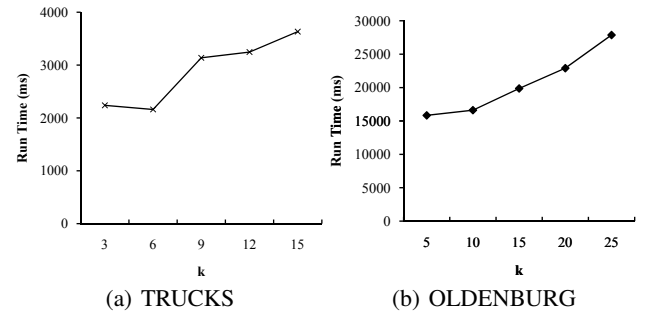 4000
3000
2000
1000
0
Run Time (ms)
3 6 9 12 15
k
(a) TRUCKS
30000
25000
20000
15000
10000
5000
0
Run Time (ms)
5 10 15 20 25
k
(b) OLDENBURG